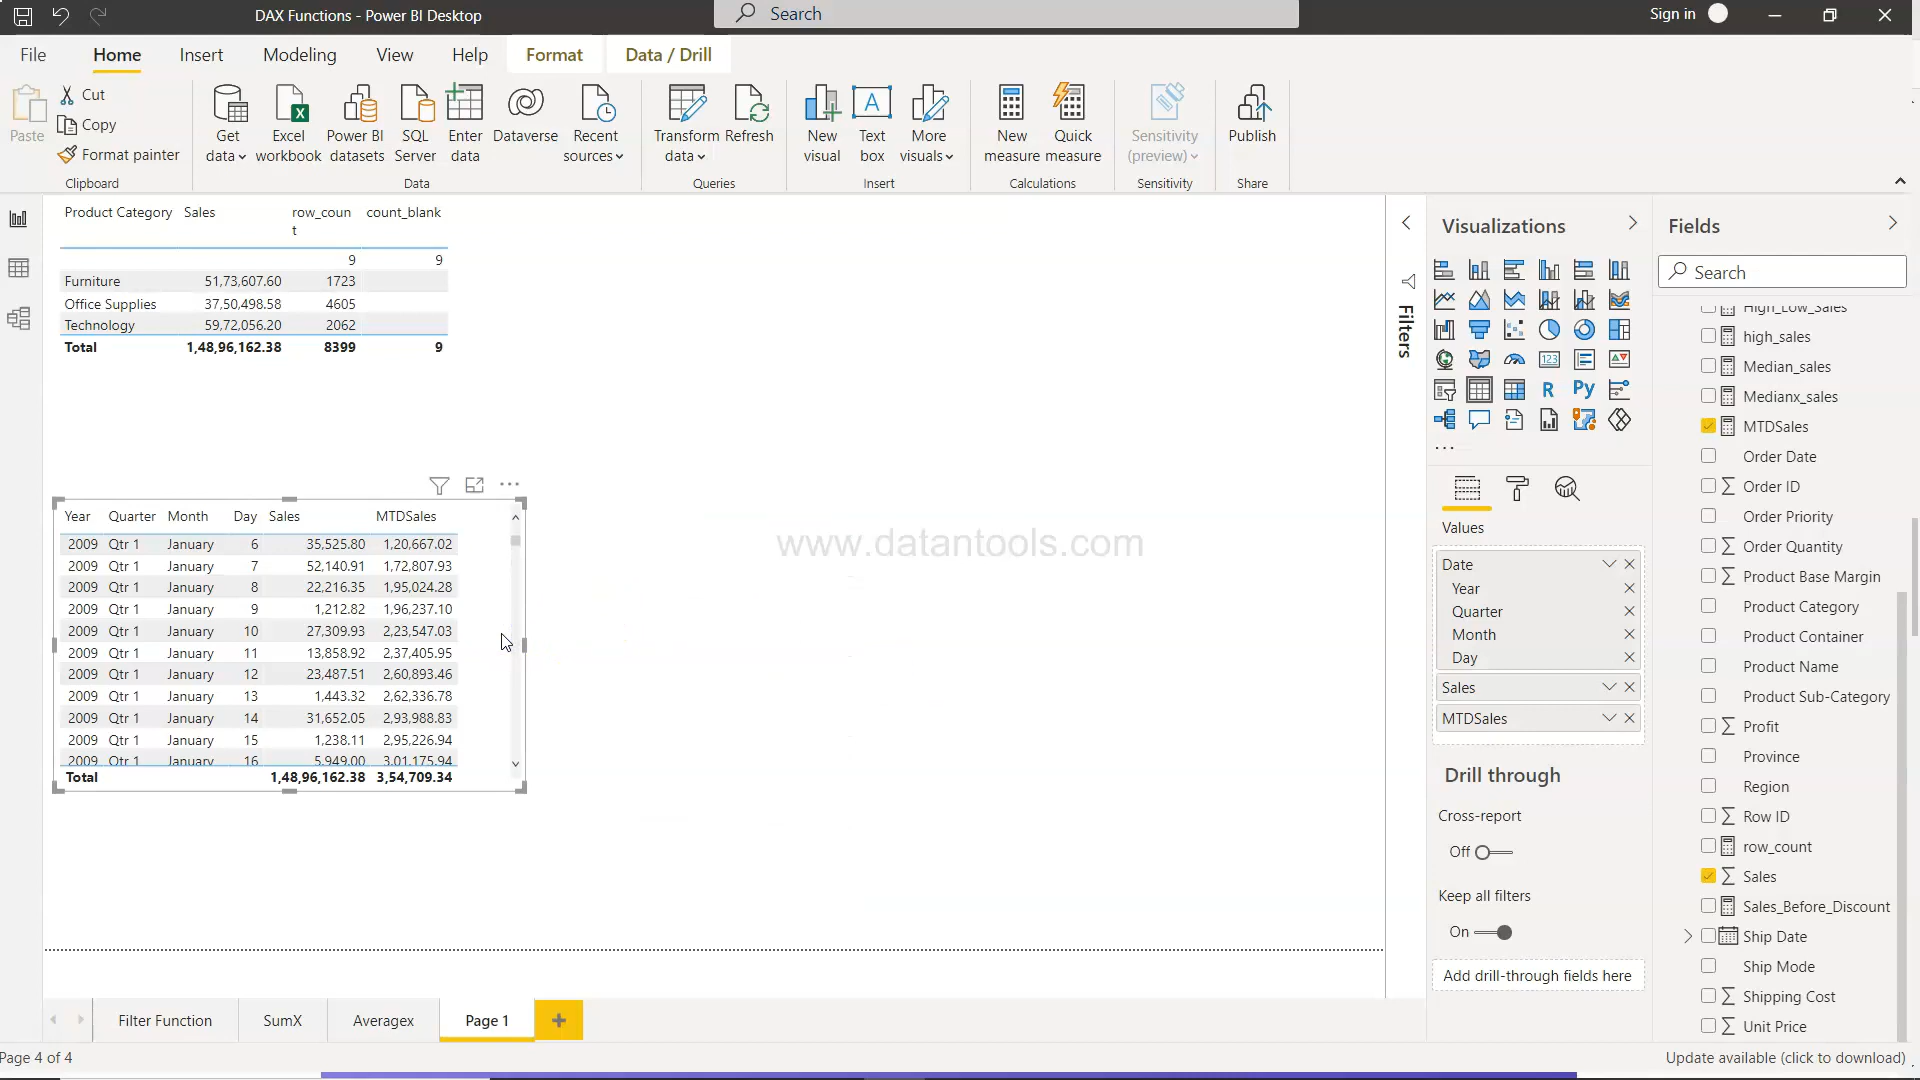 DAX Functions - Power BI Desktop
Search
Sign in
File Home Insert Modeling View Help Format Data / Drill
Paste
Cut
Copy
Format painter
Clipboard
Get data
Excel workbook
Power BI datasets
SQL Server
Enter data
Dataverse
Recent sources
Data
Transform data
Refresh
Queries
New visual
Text box
More visuals
Insert
New measure
Quick measure
Calculations
Sensitivity (preview)
Sensitivity
Publish
Share
Product Category Sales row_coun count_blank
t
9 9
Furniture 51,73,607.60 1723
Office Supplies 37,50,498.58 4605
Technology 59,72,056.20 2062
Total 1,48,96,162.38 8399 9
Year Quarter Month Day Sales MTDSales
2009 Qtr 1 January 6 35,525.80 1,20,667.02
2009 Qtr 1 January 7 52,140.91 1,72,807.93
2009 Qtr 1 January 8 22,216.35 1,95,024.28
2009 Qtr 1 January 9 1,212.82 1,96,237.10
2009 Qtr 1 January 10 27,309.93 2,23,547.03
2009 Qtr 1 January 11 13,858.92 2,37,405.95
2009 Qtr 1 January 12 23,487.51 2,60,893.46
2009 Qtr 1 January 13 1,443.32 2,62,336.78
2009 Qtr 1 January 14 31,652.05 2,93,988.83
2009 Qtr 1 January 15 1,238.11 2,95,226.94
2009 Qtr 1 January 16 5,949.00 3,01,175.94
Total 1,48,96,162.38 3,54,709.34
www.datantools.com
Filters
Visualizations
123
R
Py
Values
Date
Year
Quarter
Month
Day
Sales
MTDSales
Drill through
Cross-report
Off
Keep all filters
On
Add drill-through fields here
Fields
Search
High_Low_Sales
high_sales
Median_sales
Medianx_sales
MTDSales
Order Date
Order ID
Order Priority
Order Quantity
Product Base Margin
Product Category
Product Container
Product Name
Product Sub-Category
Profit
Province
Region
Row ID
row_count
Sales
Sales_Before_Discount
Ship Date
Ship Mode
Shipping Cost
Unit Price
Filter Function SumX Averagex Page 1
Page 4 of 4
Update available (click to download)